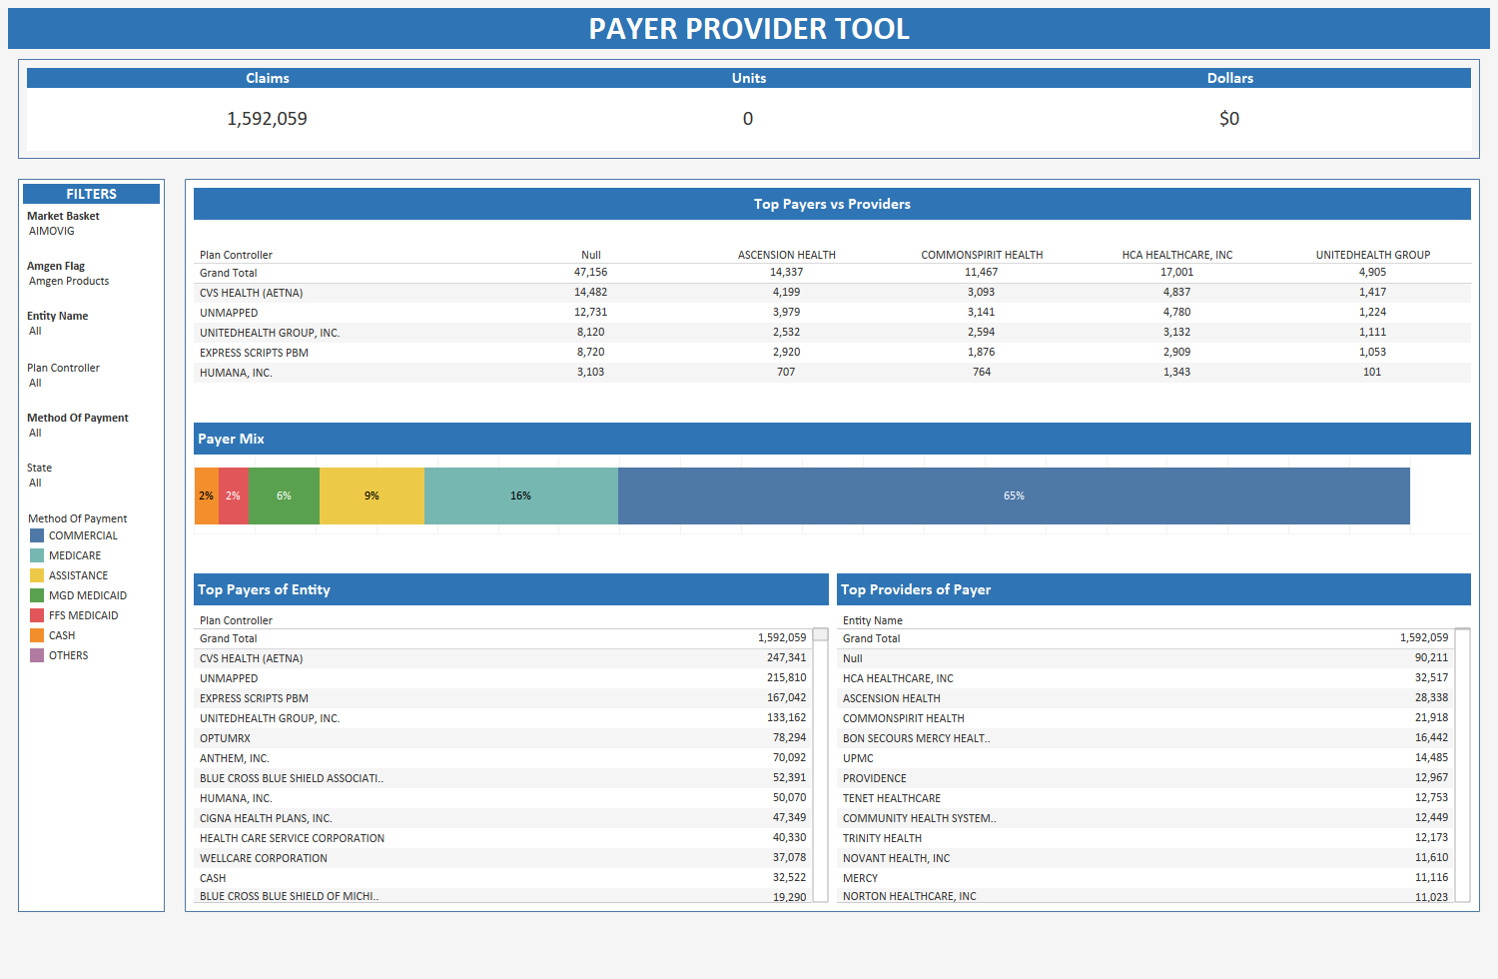 PAYER PROVIDER TOOL
Claims Units Dollars
1,592,059 0 $0
FILTERS
Market Basket
AIMOVIG
Amgen Flag
Amgen Products
Entity Name
All
Plan Controller
All
Method Of Payment
All
State
All
Method Of Payment
COMMERCIAL
MEDICARE
ASSISTANCE
MGD MEDICAID
FFS MEDICAID
CASH
OTHERS
Top Payers vs Providers
Plan Controller Null ASCENSION HEALTH COMMONSPIRIT HEALTH HCA HEALTHCARE, INC UNITEDHEALTH GROUP
Grand Total 47,156 14,337 11,467 17,001 4,905
CVS HEALTH (AETNA) 14,482 4,199 3,093 4,837 1,417
UNMAPPED 12,731 3,979 3,141 4,780 1,224
UNITEDHEALTH GROUP, INC. 8,120 2,532 2,594 3,132 1,111
EXPRESS SCRIPTS PBM 8,720 2,920 1,876 2,909 1,053
HUMANA, INC. 3,103 707 764 1,343 101
Payer Mix
2% 2% 6% 9% 16% 65%
Top Payers of Entity
Plan Controller
Grand Total 1,592,059
CVS HEALTH (AETNA) 247,341
UNMAPPED 215,810
EXPRESS SCRIPTS PBM 167,042
UNITEDHEALTH GROUP, INC. 133,162
OPTUMRX 78,294
ANTHEM, INC. 70,092
BLUE CROSS BLUE SHIELD ASSOCIATI.. 52,391
HUMANA, INC. 50,070
CIGNA HEALTH PLANS, INC. 47,349
HEALTH CARE SERVICE CORPORATION 40,330
WELLCARE CORPORATION 37,078
CASH 32,522
BLUE CROSS BLUE SHIELD OF MICHI.. 19,290
Top Providers of Payer
Entity Name
Grand Total 1,592,059
Null 90,211
HCA HEALTHCARE, INC 32,517
ASCENSION HEALTH 28,338
COMMONSPIRIT HEALTH 21,918
BON SECOURS MERCY HEALT.. 16,442
UPMC 14,485
PROVIDENCE 12,967
TENET HEALTHCARE 12,753
COMMUNITY HEALTH SYSTEM.. 12,449
TRINITY HEALTH 12,173
NOVANT HEALTH, INC 11,610
MERCY 11,116
NORTON HEALTHCARE, INC 11,023